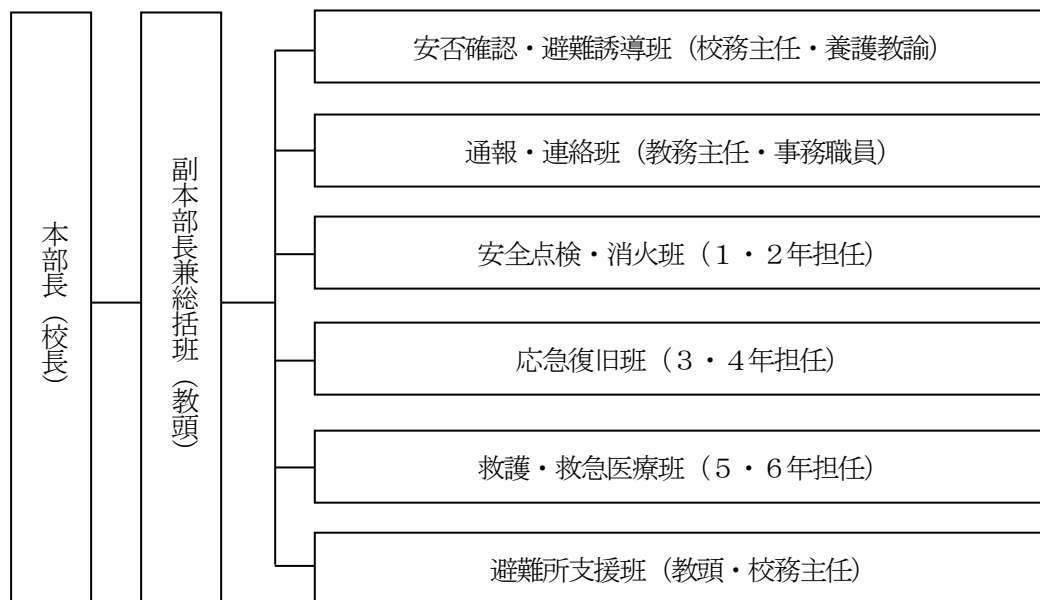 本部長（校長）
副本部長兼総括班（教頭）
安否確認・避難誘導班（校務主任・養護教諭）
通報・連絡班（教務主任・事務職員）
安全点検・消火班（１・２年担任）
応急復旧班（３・４年担任）
救護・救急医療班（５・６年担任）
避難所支援班（教頭・校務主任）